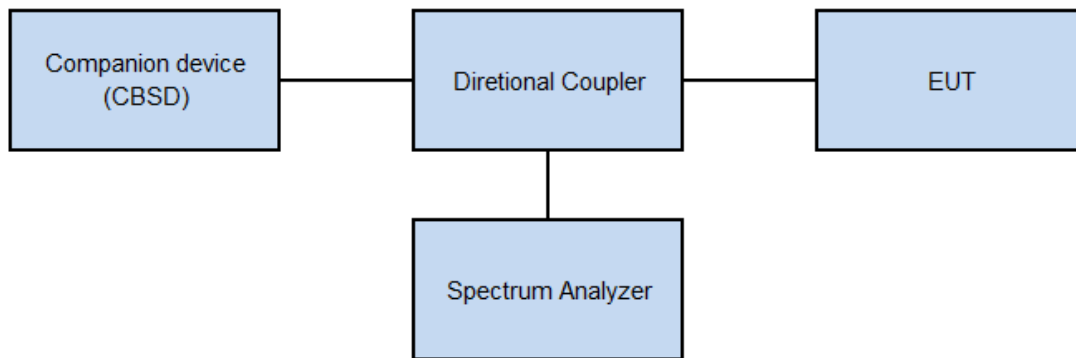 Companion device
(CBSD)
Diretional Coupler
EUT
Spectrum Analyzer